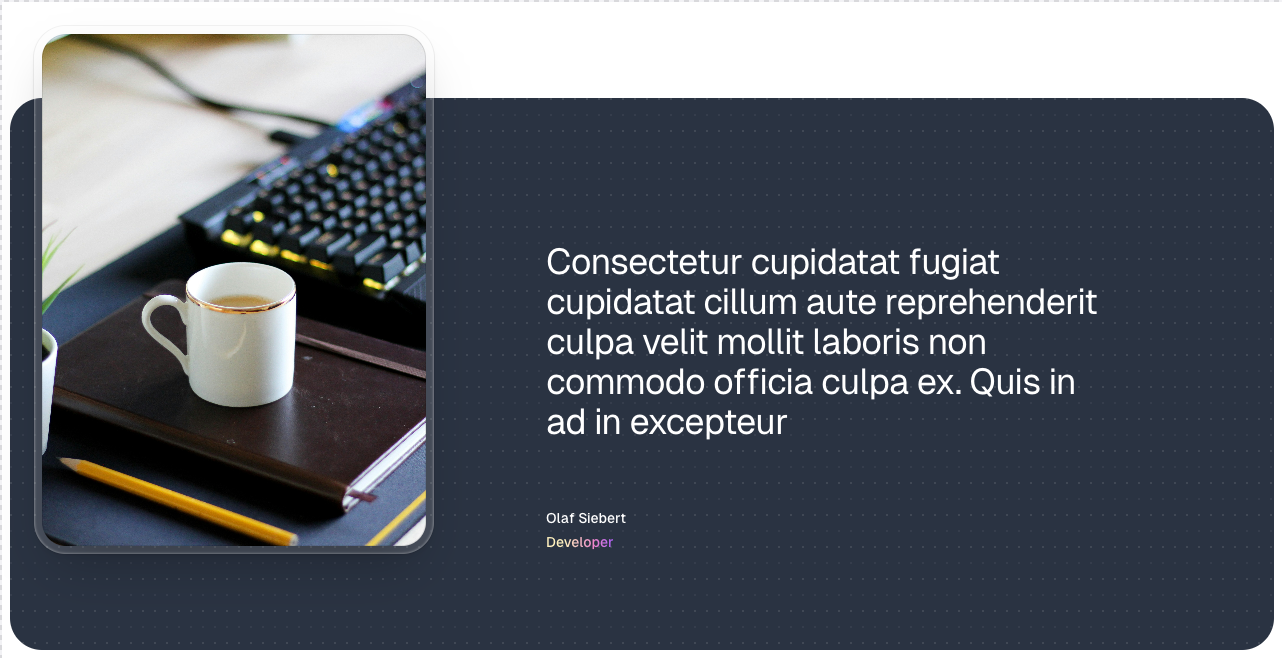 Consectetur cupidatat fugiat
cupidatat cillum aute reprehenderit
culpa velit mollit laboris non
commodo officia culpa ex. Quis in
ad in excepteur
Olaf Siebert
Developer